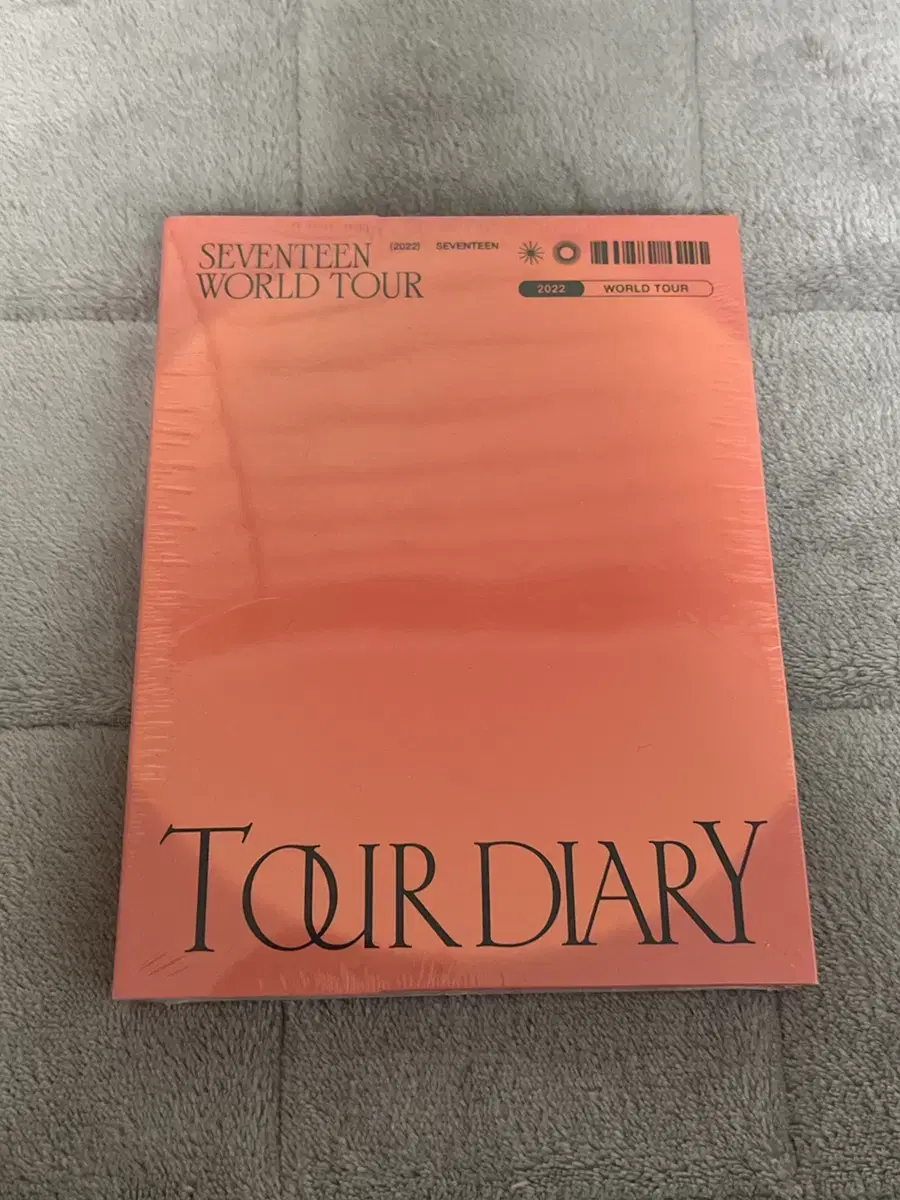 SEVENTEEN
WORLD TOUR
(2022) SEVENTEEN
2022 WORLD TOUR
TOUR DIARY